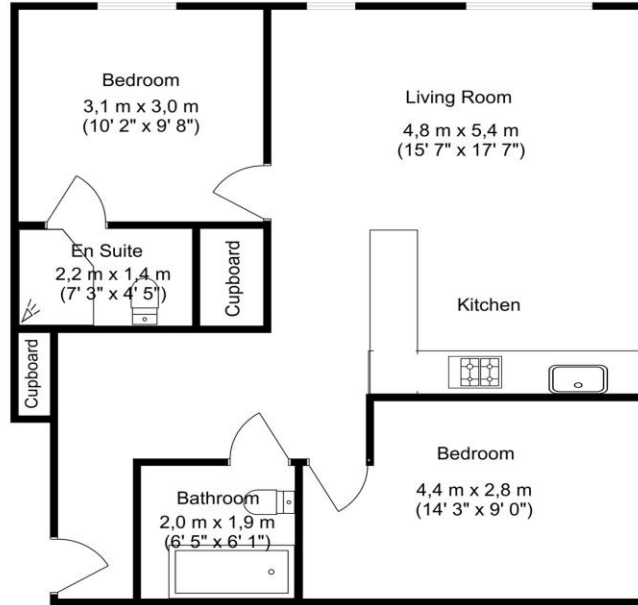 Bedroom
3,1 m x 3,0 m
(10' 2" x 9' 8")
Living Room
4,8 m x 5,4 m
(15' 7" x 17' 7")
En Suite
2,2 m x 1,4 m
(7' 3" x 4' 5")
Cupboard
Kitchen
Cupboard
Bedroom
4,4 m x 2,8 m
(14' 3" x 9' 0")
Bathroom
2,0 m x 1,9 m
(6' 5" x 6' 1")